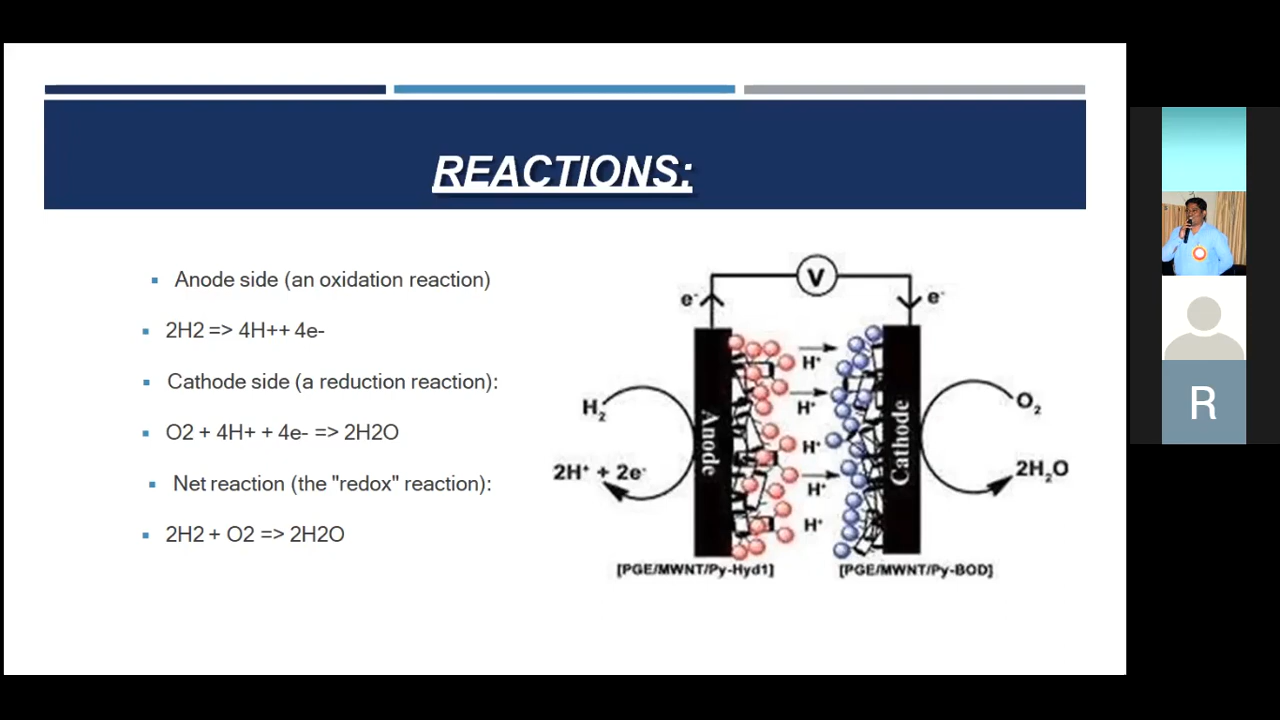 REACTIONS:
Anode side (an oxidation reaction)
2H2 => 4H++ 4e-
Cathode side (a reduction reaction):
O2 + 4H+ + 4e- => 2H2O
Net reaction (the "redox" reaction):
2H2 + O2 => 2H2O
V
e⁻
e⁻
H⁺
H⁺
H⁺
H⁺
H⁺
H₂
2H⁺ + 2e⁻
Anode
Cathode
O₂
2H₂O
[PGE/MWNT/Py-Hyd1]
[PGE/MWNT/Py-BOD]
R